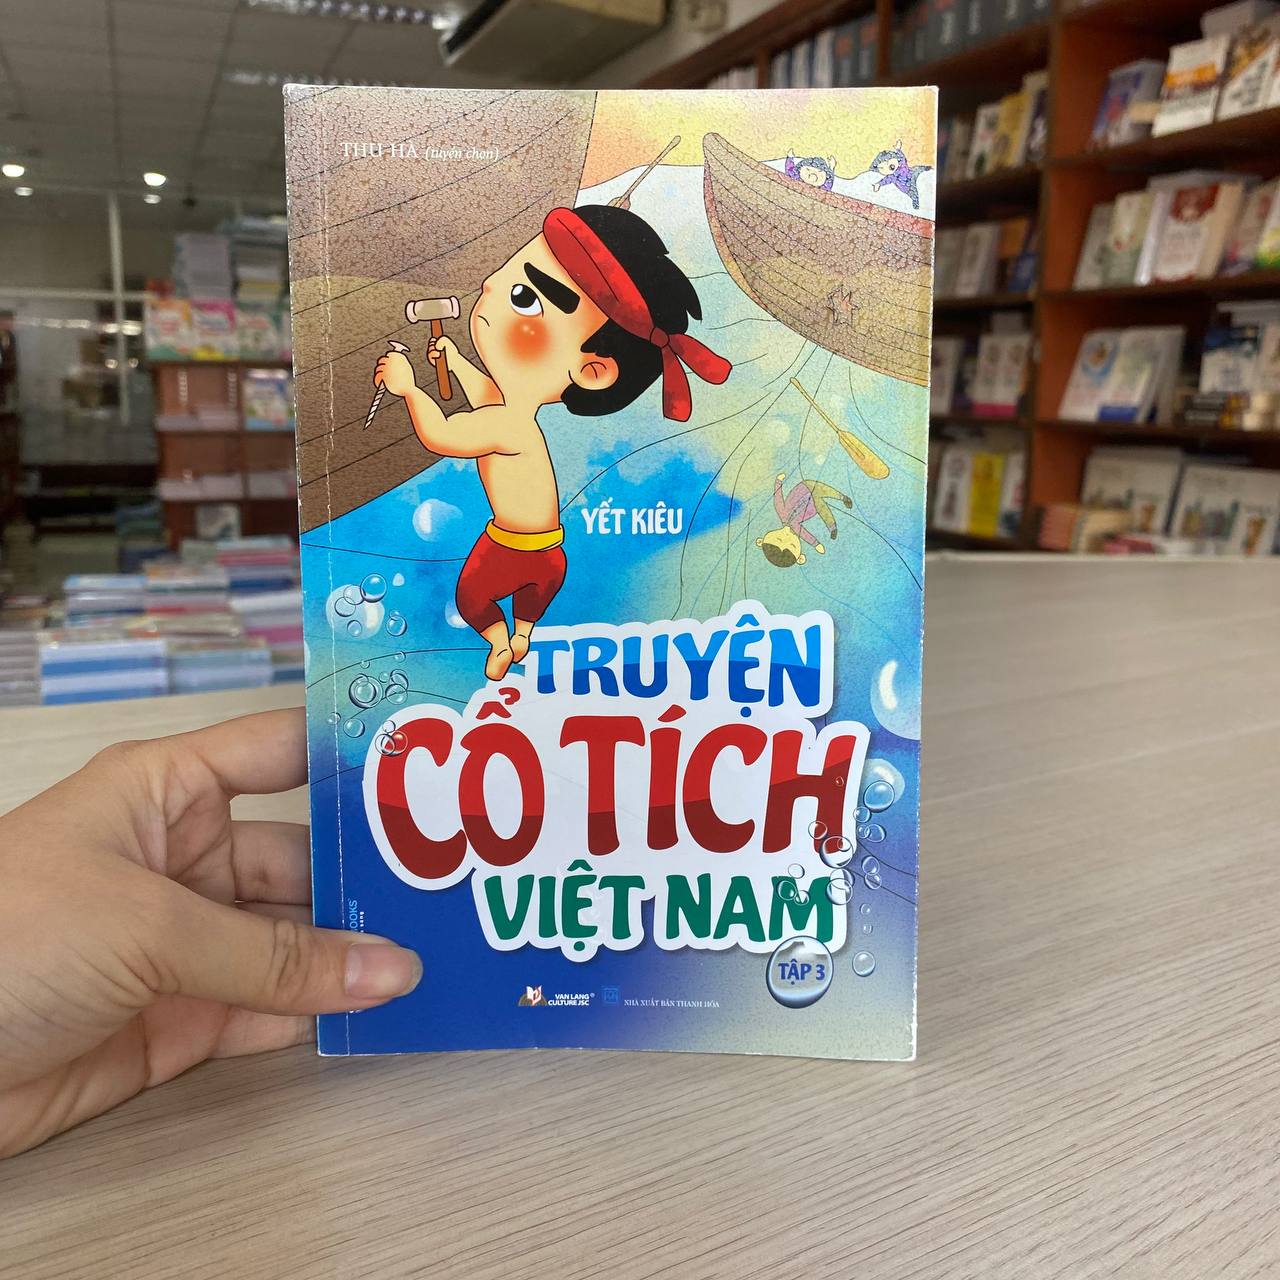 THU HÀ (tuyển chọn)
YẾT KIÊU
TRUYỆN
CỔ TÍCH
VIỆT NAM
TẬP 3
VAN LANG®
CULTURE JSC
NHÀ XUẤT BẢN THANH HÓA